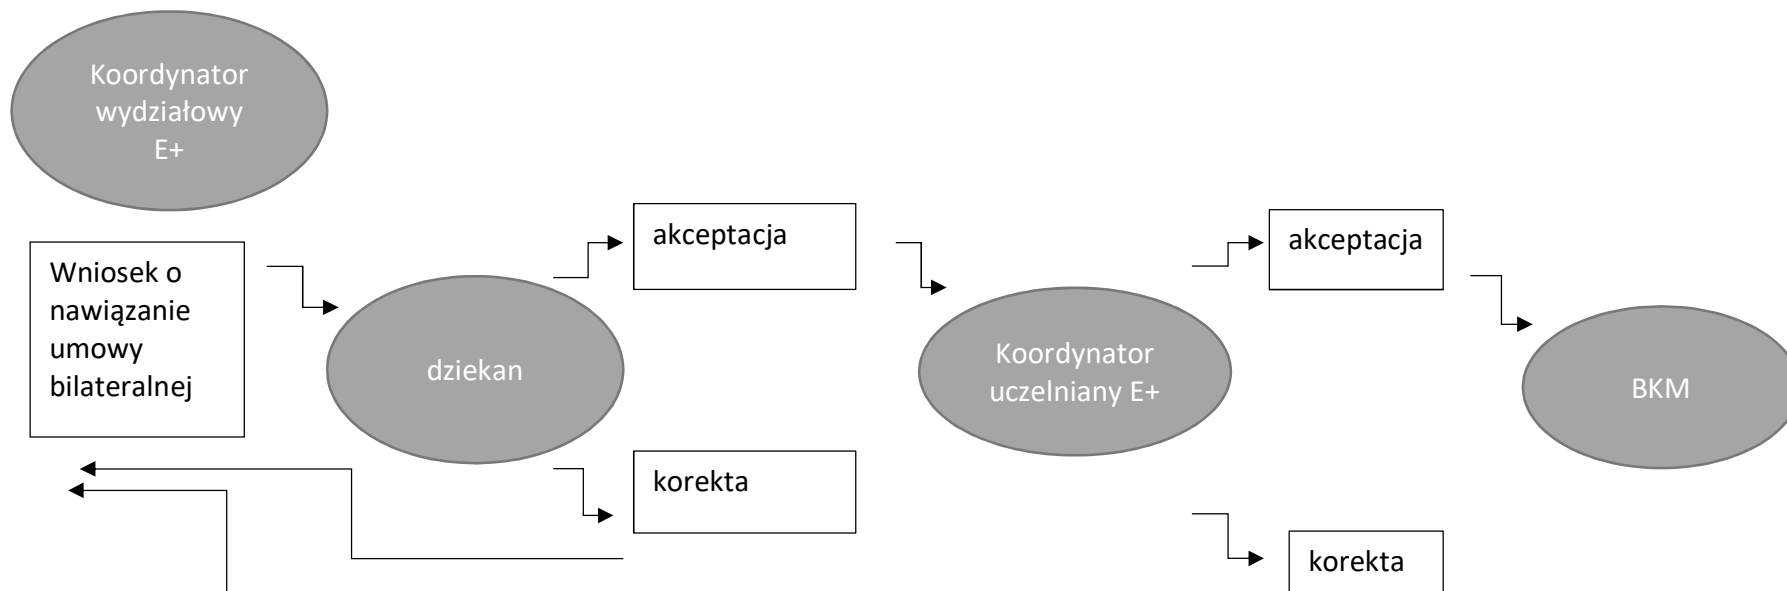 Koordynator
wydziałowy
E+
Wniosek o
nawiązanie
umowy
bilateralnej
dziekan
akceptacja
korekta
Koordynator
uczelniany E+
akceptacja
korekta
BKM